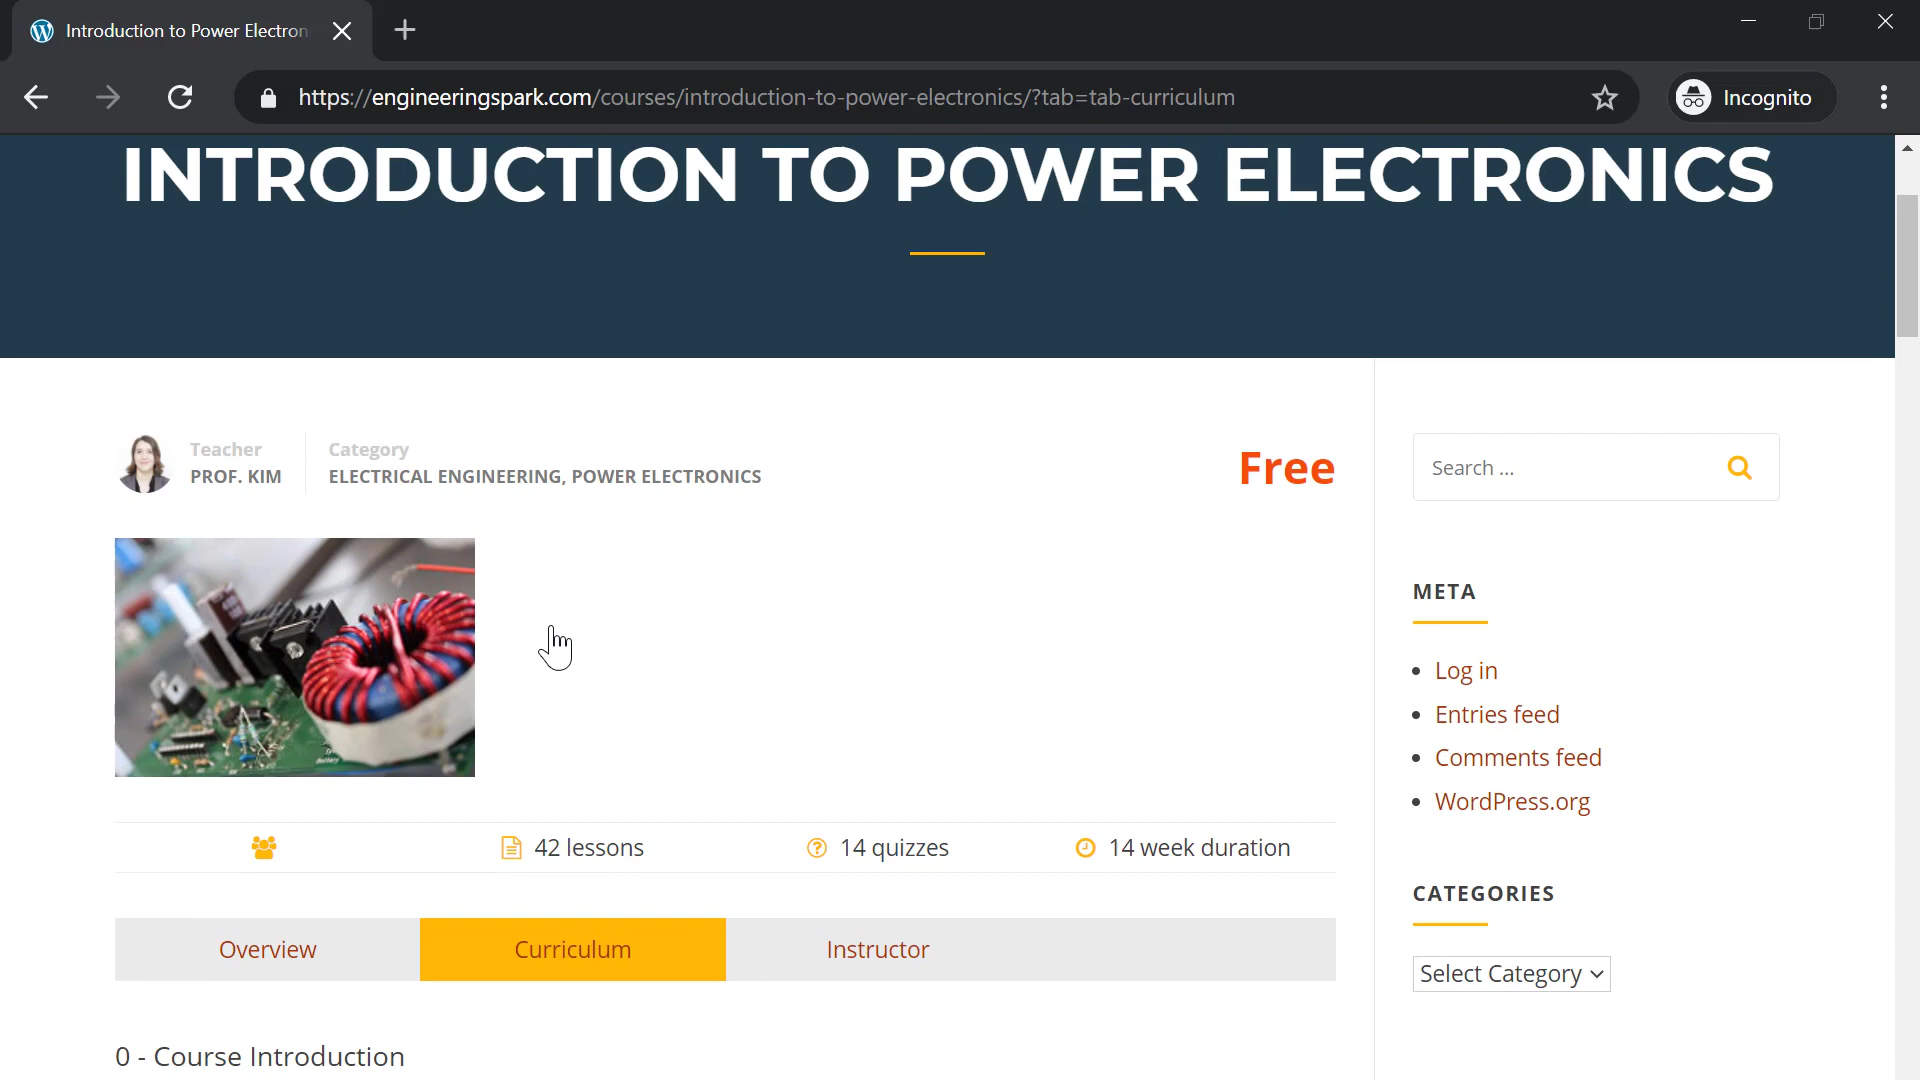 Introduction to Power Electron
https://engineeringspark.com/courses/introduction-to-power-electronics/?tab=tab-curriculum
Incognito
INTRODUCTION TO POWER ELECTRONICS
Teacher
PROF. KIM
Category
ELECTRICAL ENGINEERING, POWER ELECTRONICS
Free
Search ...
META
Log in
Entries feed
Comments feed
WordPress.org
42 lessons
14 quizzes
14 week duration
CATEGORIES
Select Category
Overview
Curriculum
Instructor
0 - Course Introduction